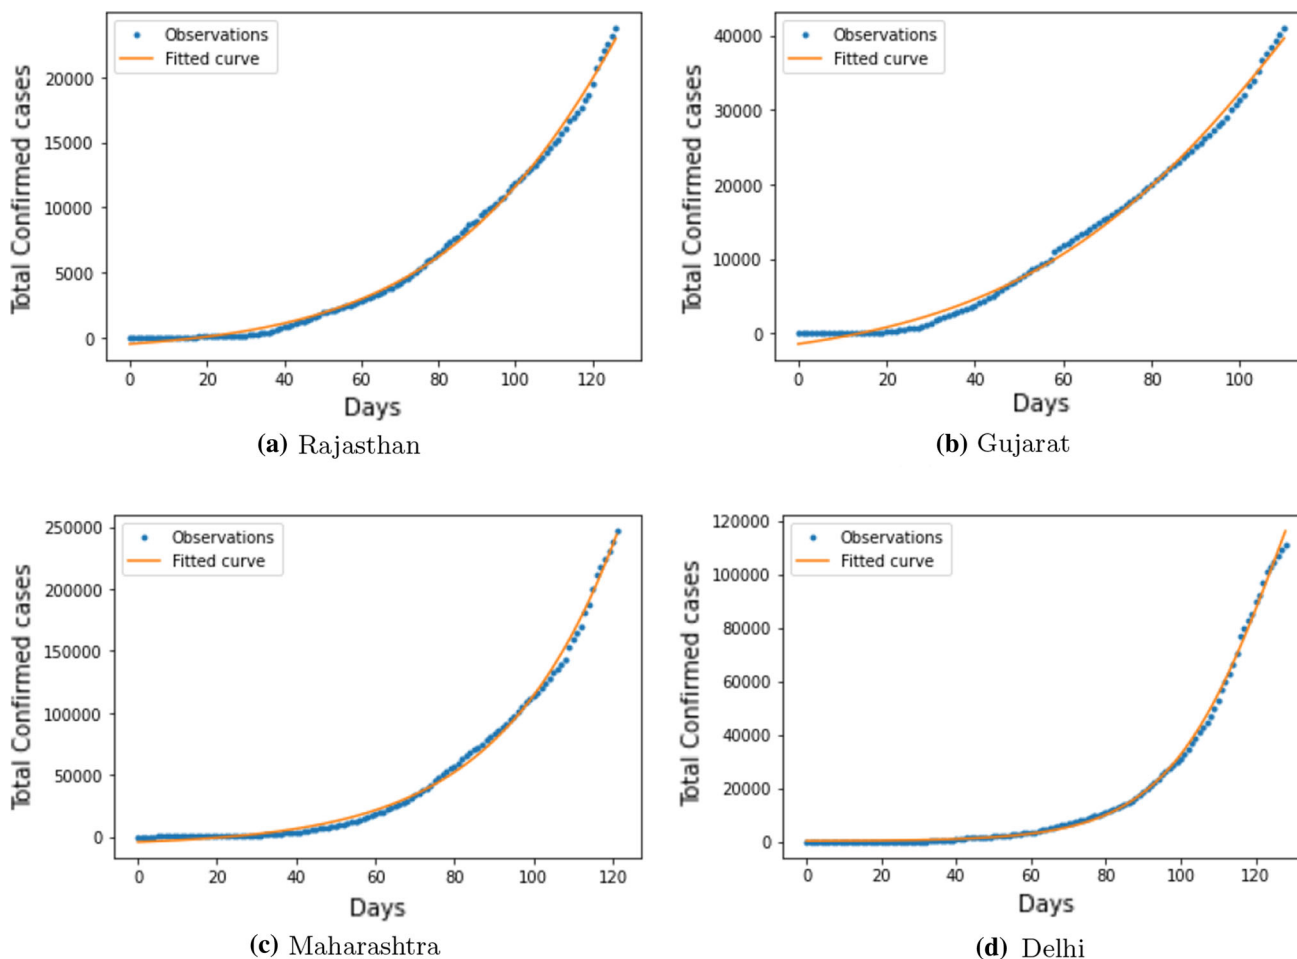 Observations
Fitted curve
Total Confirmed cases
20000
15000
10000
5000
0
0 20 40 60 80 100 120
Days
(a) Rajasthan
Observations
Fitted curve
Total Confirmed cases
40000
30000
20000
10000
0
0 20 40 60 80 100
Days
(b) Gujarat
Observations
Fitted curve
Total Confirmed cases
250000
200000
150000
100000
50000
0
0 20 40 60 80 100 120
Days
(c) Maharashtra
Observations
Fitted curve
Total Confirmed cases
120000
100000
80000
60000
40000
20000
0
0 20 40 60 80 100 120
Days
(d) Delhi